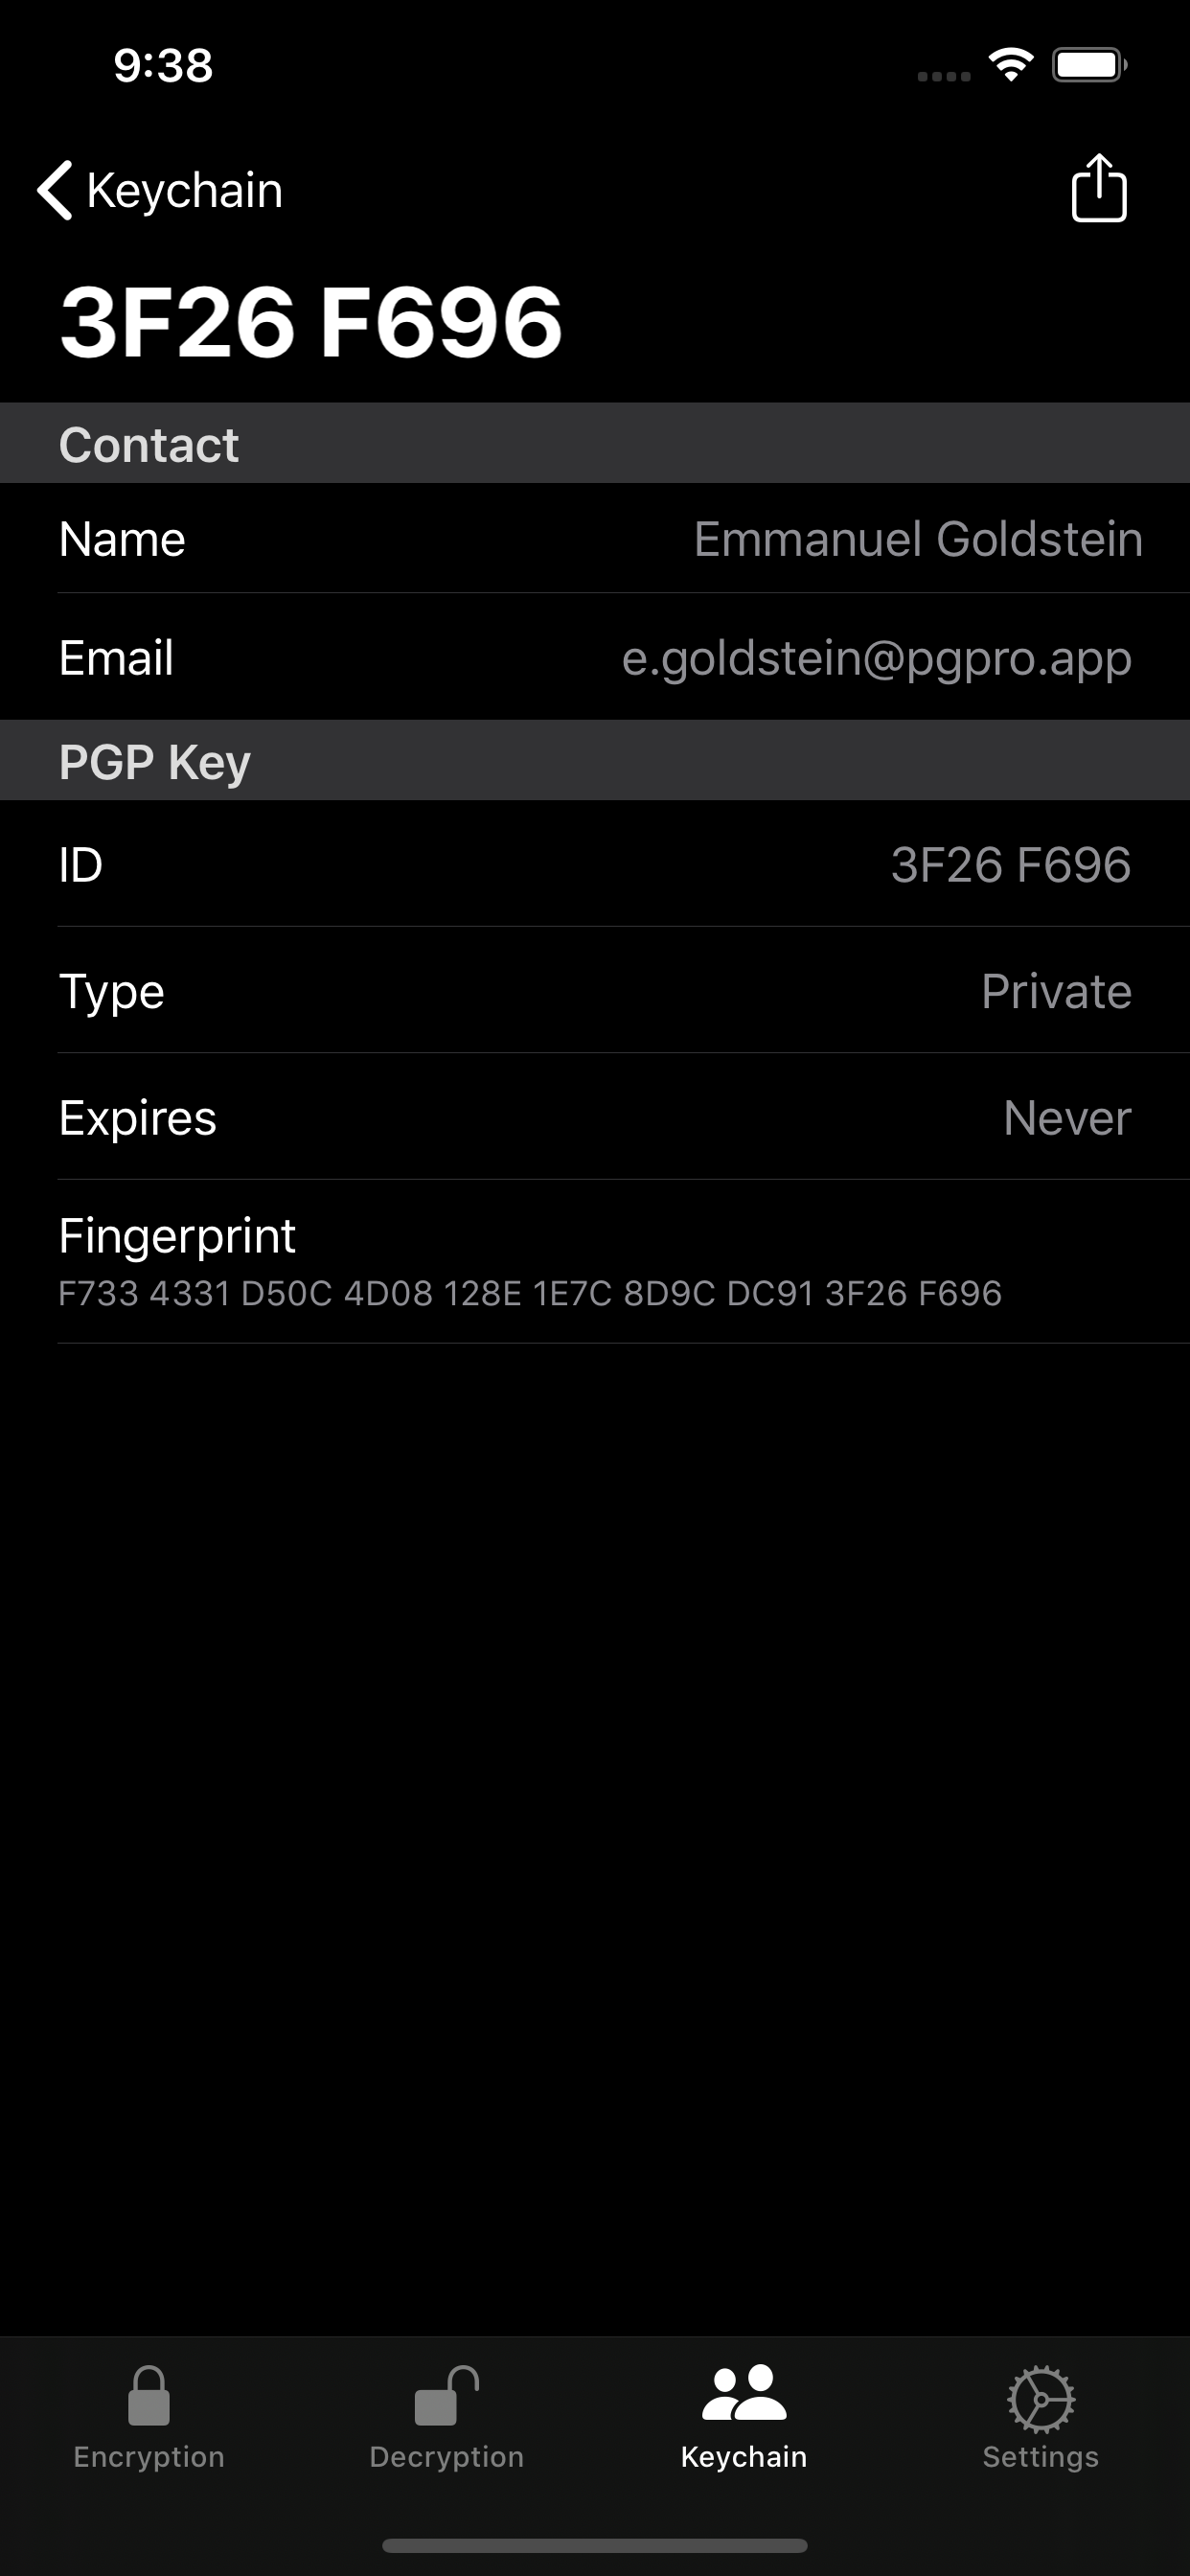 9:38
Keychain
3F26 F696
Contact
Name Emmanuel Goldstein
Email e.goldstein@pgpro.app
PGP Key
ID 3F26 F696
Type Private
Expires Never
Fingerprint
F733 4331 D50C 4D08 128E 1E7C 8D9C DC91 3F26 F696
Encryption Decryption Keychain Settings